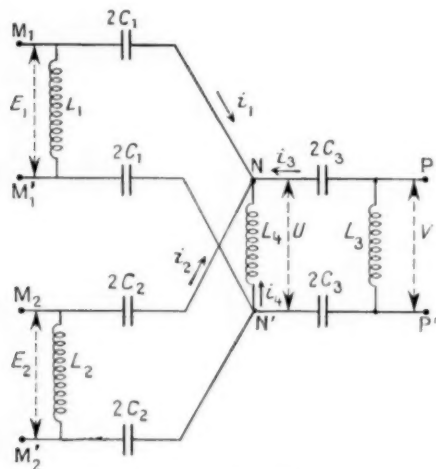 M₁ 2C₁
E₁ L₁ i₁
M₁' 2C₁ N i₃ 2C₃ P
i₂ L₄ U L₃ V
M₂ 2C₂ N' i₄ 2C₃ P'
E₂ L₂
M₂' 2C₂